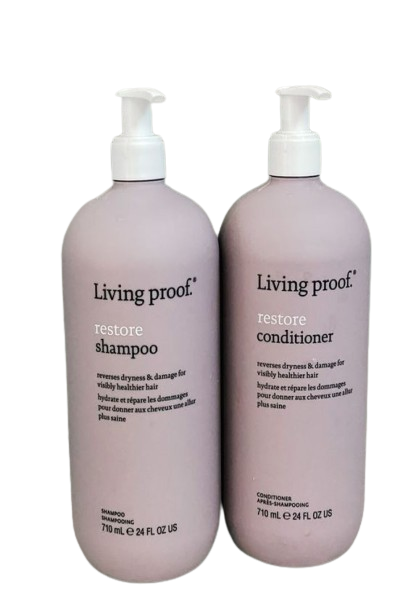 Living proof.®
restore
shampoo
reverses dryness & damage for
visibly healthier hair
hydrate et répare les dommages
pour donner aux cheveux une allur
plus saine
SHAMPOO
SHAMPOOING
710 mL ℮ 24 FL OZ US
Living proof.®
restore
conditioner
reverses dryness & damage for
visibly healthier hair
hydrate et répare les dommages
pour donner aux cheveux une allur
plus saine
CONDITIONER
APRÈS-SHAMPOOING
710 mL ℮ 24 FL OZ US